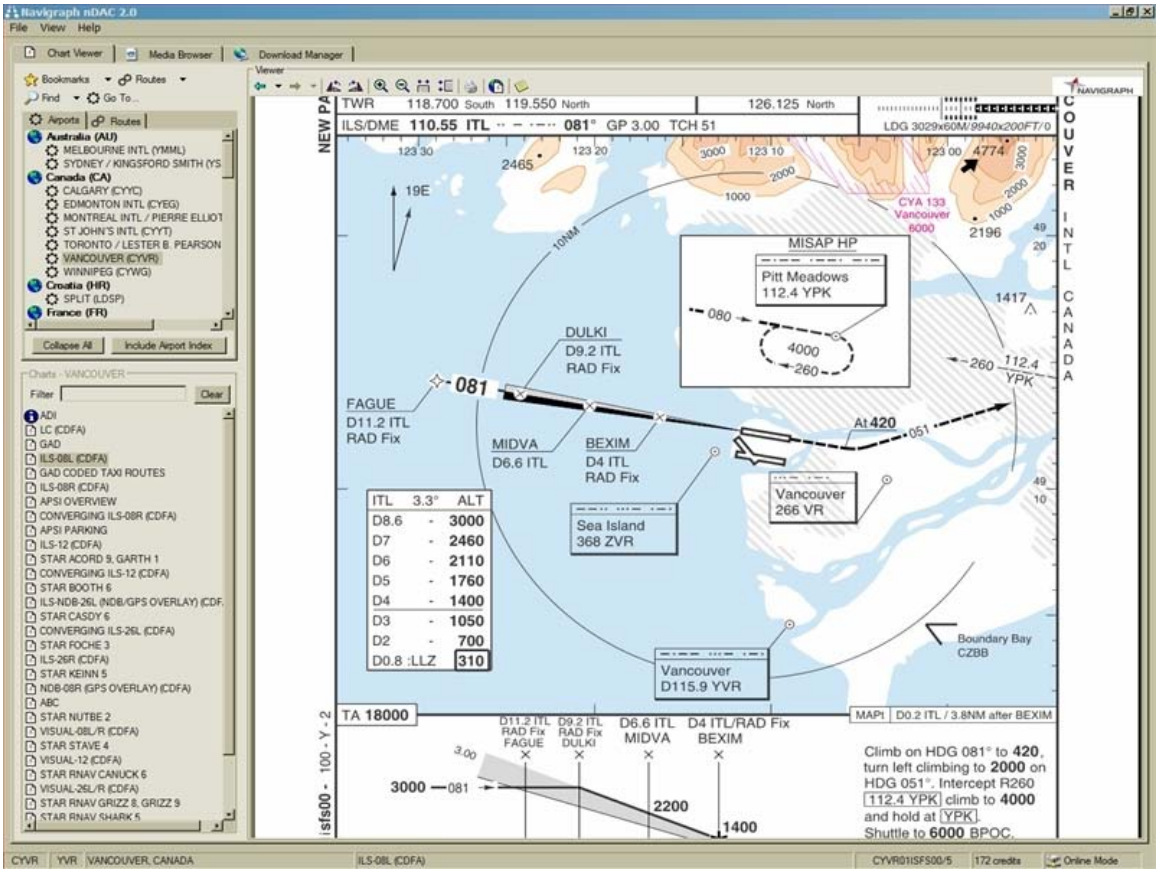 Navigraph nDAC 2.0
File View Help
Chart Viewer Media Browser Download Manager
Bookmarks Routes
Find Go To...
Airports Routes
Australia (AU)
MELBOURNE INTL (YMML)
SYDNEY / KINGSFORD SMITH (YS
Canada (CA)
CALGARY (CYYC)
EDMONTON INTL (CYEG)
MONTREAL INTL / PIERRE ELLIOT
ST JOHN'S INTL (CYYT)
TORONTO / LESTER B. PEARSON
VANCOUVER (CYVR)
WINNIPEG (CYWG)
Croatia (HR)
SPLIT (LDSP)
France (FR)
Collapse All Include Airport Index
Charts - VANCOUVER
Filter Clear
ADI
LC (CDFA)
GAD
ILS-08L (CDFA)
GAD CODED TAXI ROUTES
ILS-08R (CDFA)
APSI OVERVIEW
CONVERGING ILS-08R (CDFA)
APSI PARKING
ILS-12 (CDFA)
STAR ACORD 9, GARTH 1
CONVERGING ILS-12 (CDFA)
STAR BOOTH 6
ILS-NDB-26L (NDB/GPS OVERLAY) (CDF.
STAR CASDY 6
CONVERGING ILS-26L (CDFA)
STAR FOCHE 3
ILS-26R (CDFA)
STAR KEINN 5
NDB-08R (GPS OVERLAY) (CDFA)
ABC
STAR NUTBE 2
VISUAL-08L/R (CDFA)
STAR STAVE 4
VISUAL-12 (CDFA)
STAR RNAV CANUCK 6
VISUAL-26L/R (CDFA)
STAR RNAV GRIZZ 8, GRIZZ 9
STAR RNAV SHARK 5
Viewer
NAVIGRAPH
NEW PA
TWR 118.700 South 119.550 North 126.125 North
ILS/DME 110.55 ITL 081° GP 3.00 TCH 51
LDG 3029x60M/9940x200FT/0
COUVER INTL CANADA
123 30 123 20 123 10 123 00
2465
3000
2000
1000
4774
3000
2000
1000
2196
CYA 133
Vancouver
6000
19E
10NM
49
20
MISAP HP
Pitt Meadows
112.4 YPK
080
4000
260
1417
260 112.4
YPK
DULKI
D9.2 ITL
RAD Fix
081
FAGUE
D11.2 ITL
RAD Fix
MIDVA
D6.6 ITL
BEXIM
D4 ITL
RAD Fix
At 420
051
Vancouver
266 VR
Sea Island
368 ZVR
49
10
ITL 3.3° ALT
D8.6 - 3000
D7 - 2460
D6 - 2110
D5 - 1760
D4 - 1400
D3 - 1050
D2 - 700
D0.8 :LLZ 310
Vancouver
D115.9 YVR
Boundary Bay
CZBB
TA 18000
MAPt D0.2 ITL / 3.8NM after BEXIM
isfs00 - 100 - Y - 2
D11.2 ITL
RAD Fix
FAGUE
D9.2 ITL
RAD Fix
DULKI
D6.6 ITL
MIDVA
D4 ITL/RAD Fix
BEXIM
3.00
3000 081
2200
1400
Climb on HDG 081° to 420,
turn left climbing to 2000 on
HDG 051°. Intercept R260
112.4 YPK climb to 4000
and hold at YPK.
Shuttle to 6000 BPOC.
CYVR YVR VANCOUVER, CANADA ILS-08L (CDFA) CYVR01ISFS00/5 172 credits Online Mode